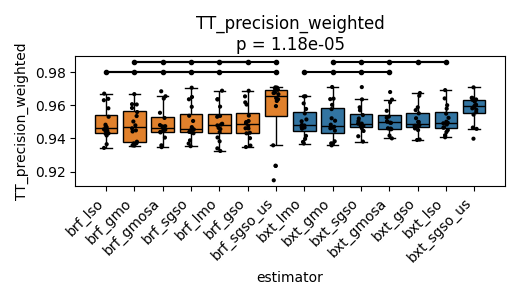 TT_precision_weighted
p = 1.18e-05
TT_precision_weighted
0.98
0.96
0.94
0.92
brf_lso
brf_gmo
brf_gmosa
brf_sgso
brf_lmo
brf_gso
brf_sgso_us
bxt_lmo
bxt_gmo
bxt_sgso
bxt_gmosa
bxt_gso
bxt_lso
bxt_sgso_us
estimator